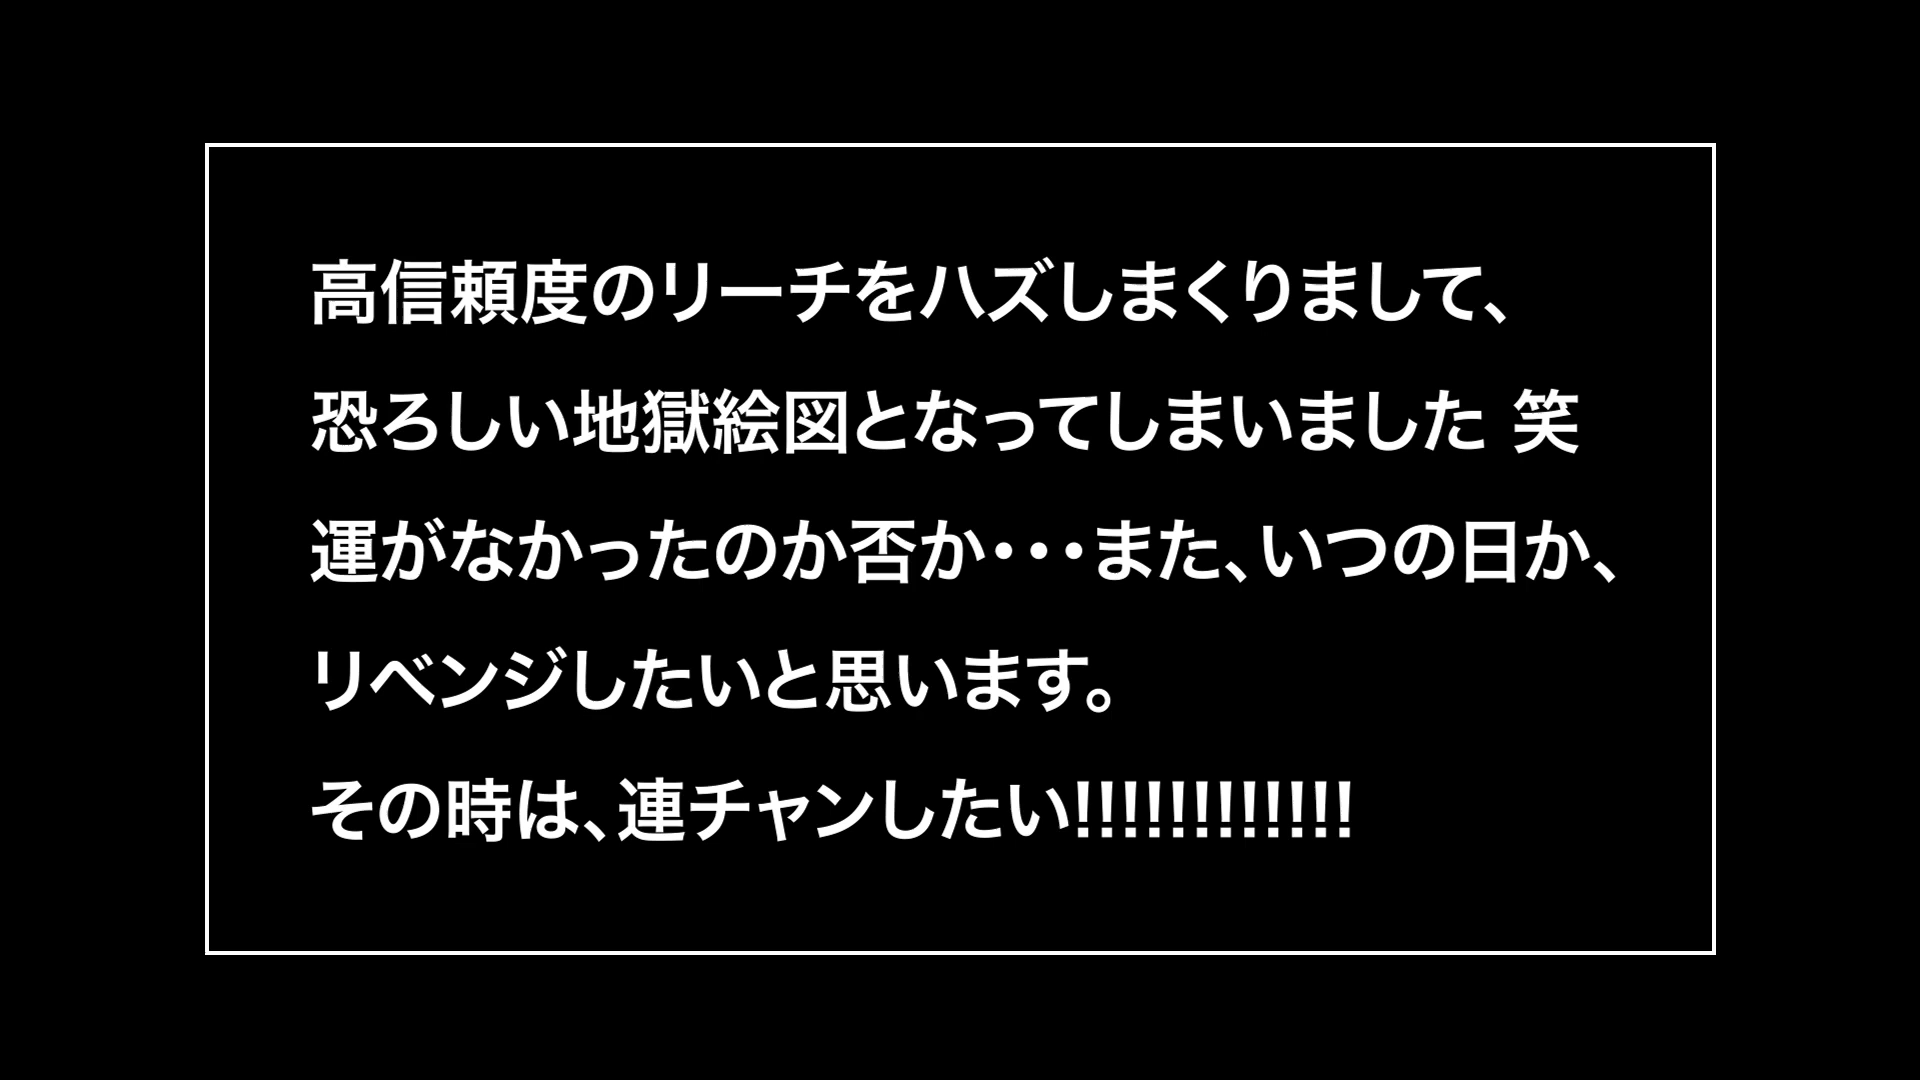 高信頼度のリーチをハズしまくりまして、
恐ろしい地獄絵図となってしまいました 笑
運がなかったのか否か・・・また、いつの日か、
リベンジしたいと思います。
その時は、連チャンしたい!!!!!!!!!!!!